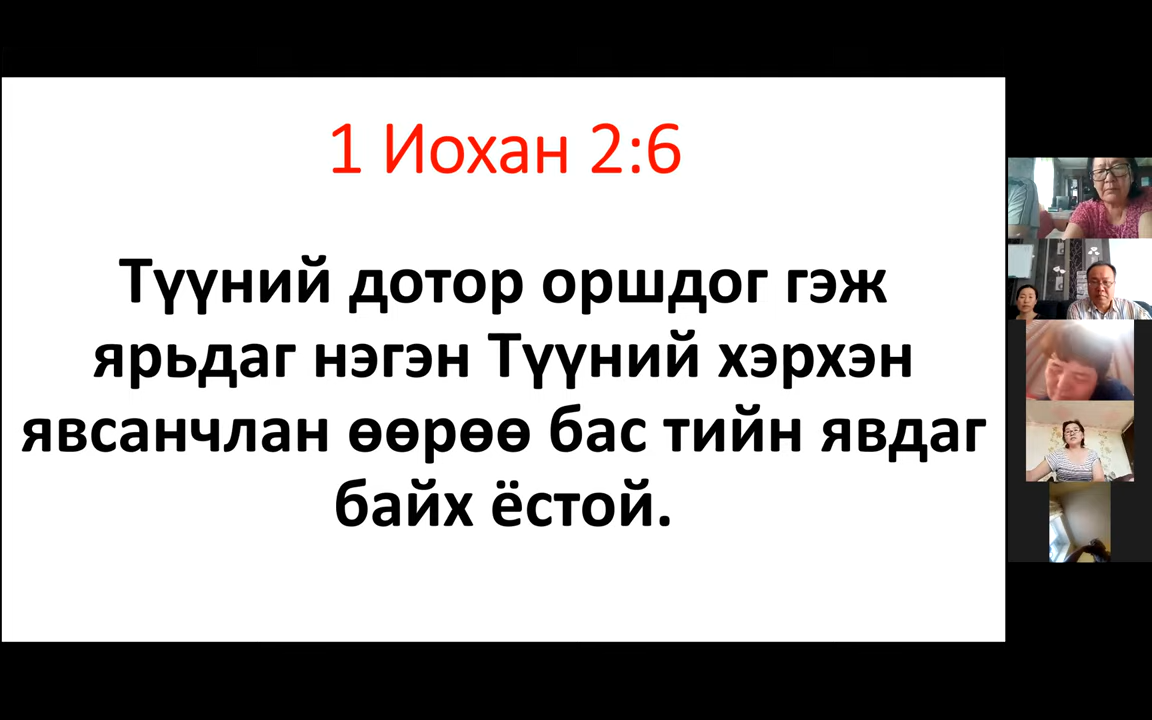 1 Иохан 2:6
Түүний дотор оршдог гэж
ярьдаг нэгэн Түүний хэрхэн
явсанчлан өөрөө бас тийн явдаг
байх ёстой.